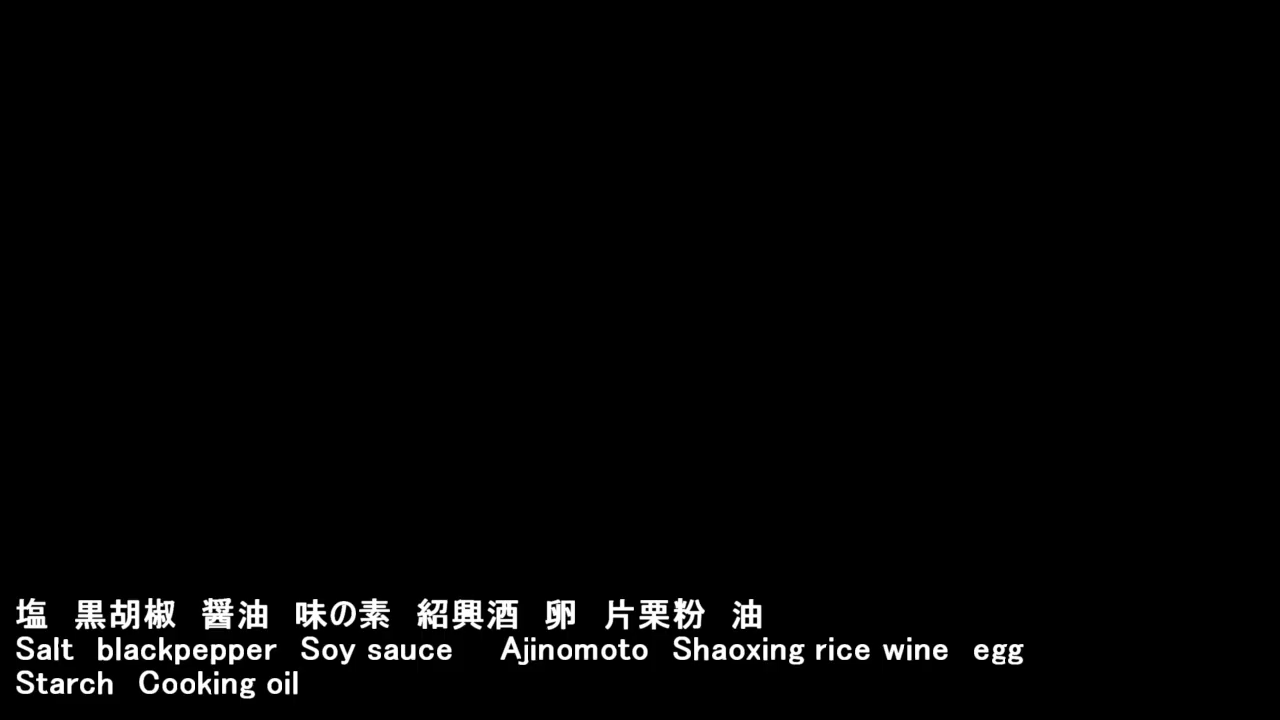 塩　黒胡椒　醤油　味の素　紹興酒　卵　片栗粉　油
Salt  blackpepper  Soy sauce    Ajinomoto  Shaoxing rice wine  egg
Starch  Cooking oil